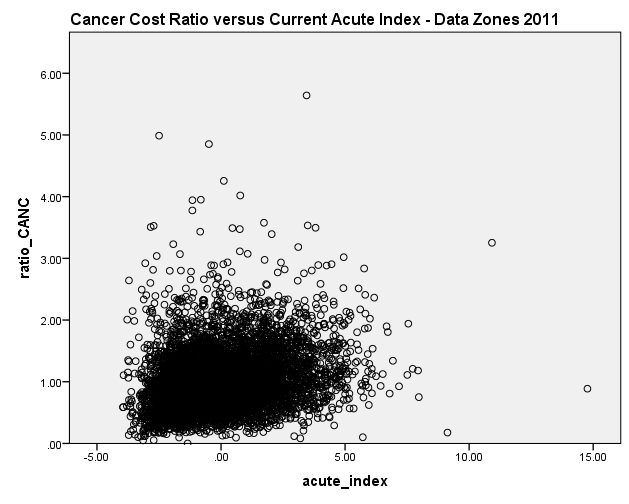 Cancer Cost Ratio versus Current Acute Index - Data Zones 2011
6.00
5.00
4.00
3.00
2.00
1.00
.00
ratio_CANC
-5.00 .00 5.00 10.00 15.00
acute_index